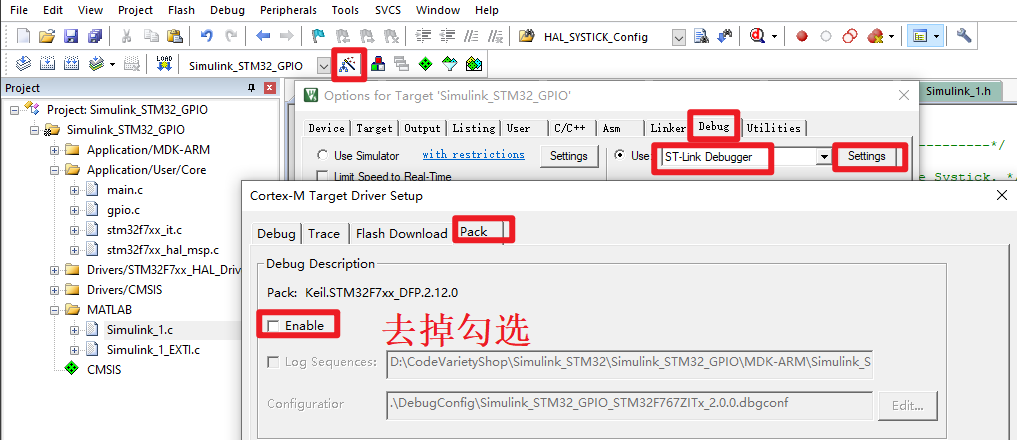 File Edit View Project Flash Debug Peripherals Tools SVCS Window Help
HAL_SYSTICK_Config
LOAD
Simulink_STM32_GPIO
Project
Project: Simulink_STM32_GPIO
Simulink_STM32_GPIO
Application/MDK-ARM
Application/User/Core
main.c
gpio.c
stm32f7xx_it.c
stm32f7xx_hal_msp.c
Drivers/STM32F7xx_HAL_Driv
Drivers/CMSIS
MATLAB
Simulink_1.c
Simulink_1_EXTI.c
CMSIS
Simulink_1.h
----------*/
e Systick. */
Options for Target 'Simulink_STM32_GPIO'
Device Target Output Listing User C/C++ Asm Linker Debug Utilities
Use Simulator with restrictions Settings Use ST-Link Debugger Settings
Limit Speed to Real-Time
Cortex-M Target Driver Setup
Debug Trace Flash Download Pack
Debug Description
Pack: Keil.STM32F7xx_DFP.2.12.0
Enable
去掉勾选
Log Sequences: D:\CodeVarietyShop\Simulink_STM32\Simulink_STM32_GPIO\MDK-ARM\Simulink_S
Configuratior .\DebugConfig\Simulink_STM32_GPIO_STM32F767ZITx_2.0.0.dbgconf Edit...